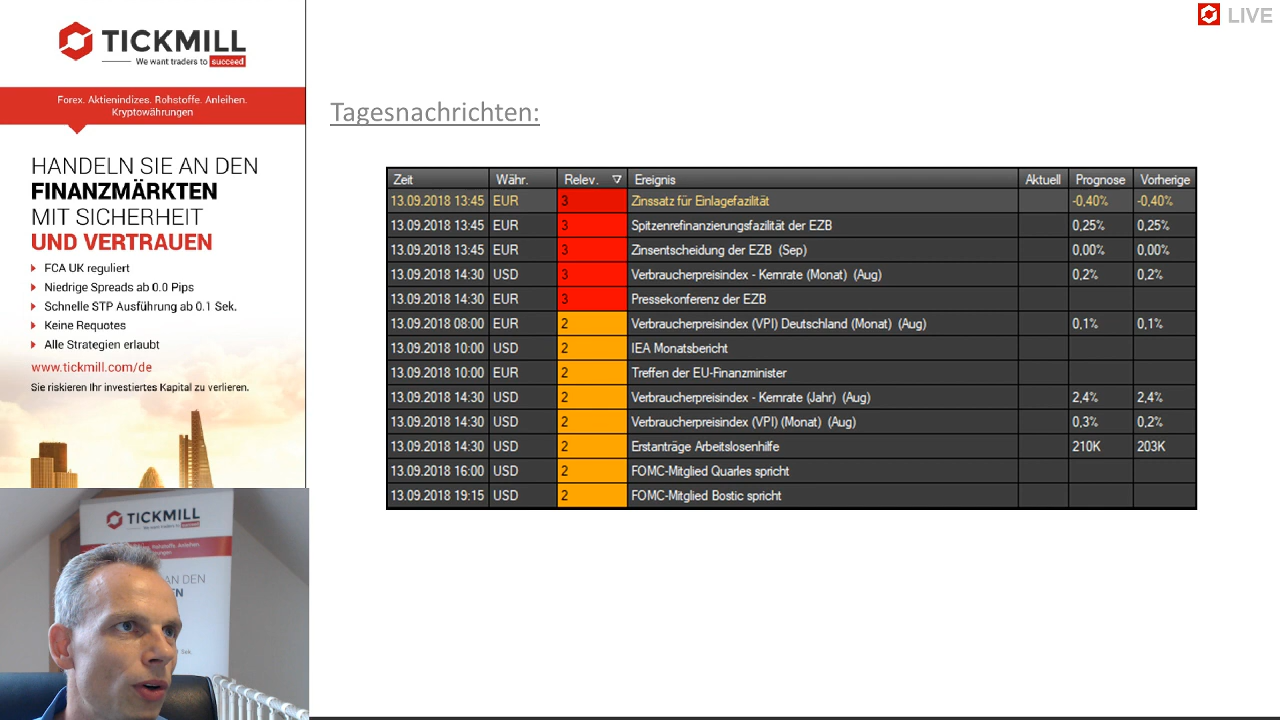 TICKMILL
We want traders to succeed
Forex. Aktienindizes. Rohstoffe. Anleihen.
Kryptowährungen
HANDELN SIE AN DEN
FINANZMÄRKTEN
MIT SICHERHEIT
UND VERTRAUEN
FCA UK reguliert
Niedrige Spreads ab 0.0 Pips
Schnelle STP Ausführung ab 0.1 Sek.
Keine Requotes
Alle Strategien erlaubt
www.tickmill.com/de
Sie riskieren Ihr investiertes Kapital zu verlieren.
LIVE
Tagesnachrichten:
Zeit Währ. Relev. Ereignis Aktuell Prognose Vorherige
13.09.2018 13:45 EUR 3 Zinssatz für Einlagefazilität -0,40% -0,40%
13.09.2018 13:45 EUR 3 Spitzenrefinanzierungsfazilität der EZB 0,25% 0,25%
13.09.2018 13:45 EUR 3 Zinsentscheidung der EZB (Sep) 0,00% 0,00%
13.09.2018 14:30 USD 3 Verbraucherpreisindex - Kernrate (Monat) (Aug) 0,2% 0,2%
13.09.2018 14:30 EUR 3 Pressekonferenz der EZB
13.09.2018 08:00 EUR 2 Verbraucherpreisindex (VPI) Deutschland (Monat) (Aug) 0,1% 0,1%
13.09.2018 10:00 USD 2 IEA Monatsbericht
13.09.2018 10:00 EUR 2 Treffen der EU-Finanzminister
13.09.2018 14:30 USD 2 Verbraucherpreisindex - Kernrate (Jahr) (Aug) 2,4% 2,4%
13.09.2018 14:30 USD 2 Verbraucherpreisindex (VPI) (Monat) (Aug) 0,3% 0,2%
13.09.2018 14:30 USD 2 Erstanträge Arbeitslosenhilfe 210K 203K
13.09.2018 16:00 USD 2 FOMC-Mitglied Quarles spricht
13.09.2018 19:15 USD 2 FOMC-Mitglied Bostic spricht
TICKMILL
We want traders to succeed
Rohstoffe. Anleihen.
AN DEN
Sek.